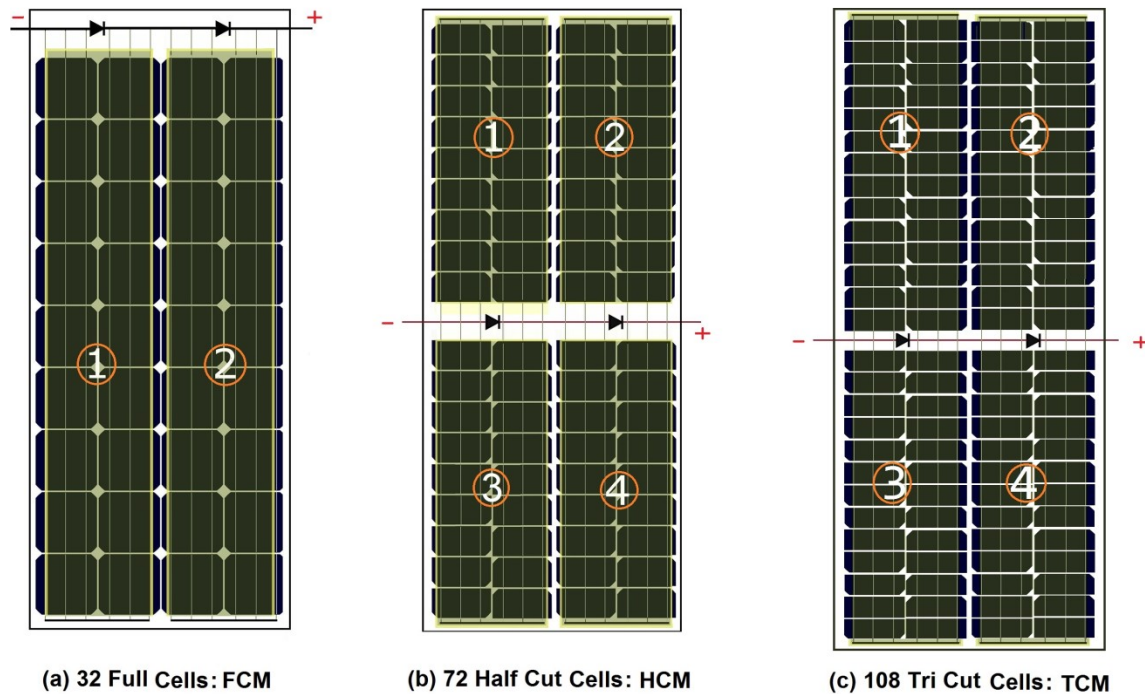 - +
1 2
(a) 32 Full Cells: FCM
1 2
- +
3 4
(b) 72 Half Cut Cells: HCM
1 2
- +
3 4
(c) 108 Tri Cut Cells: TCM